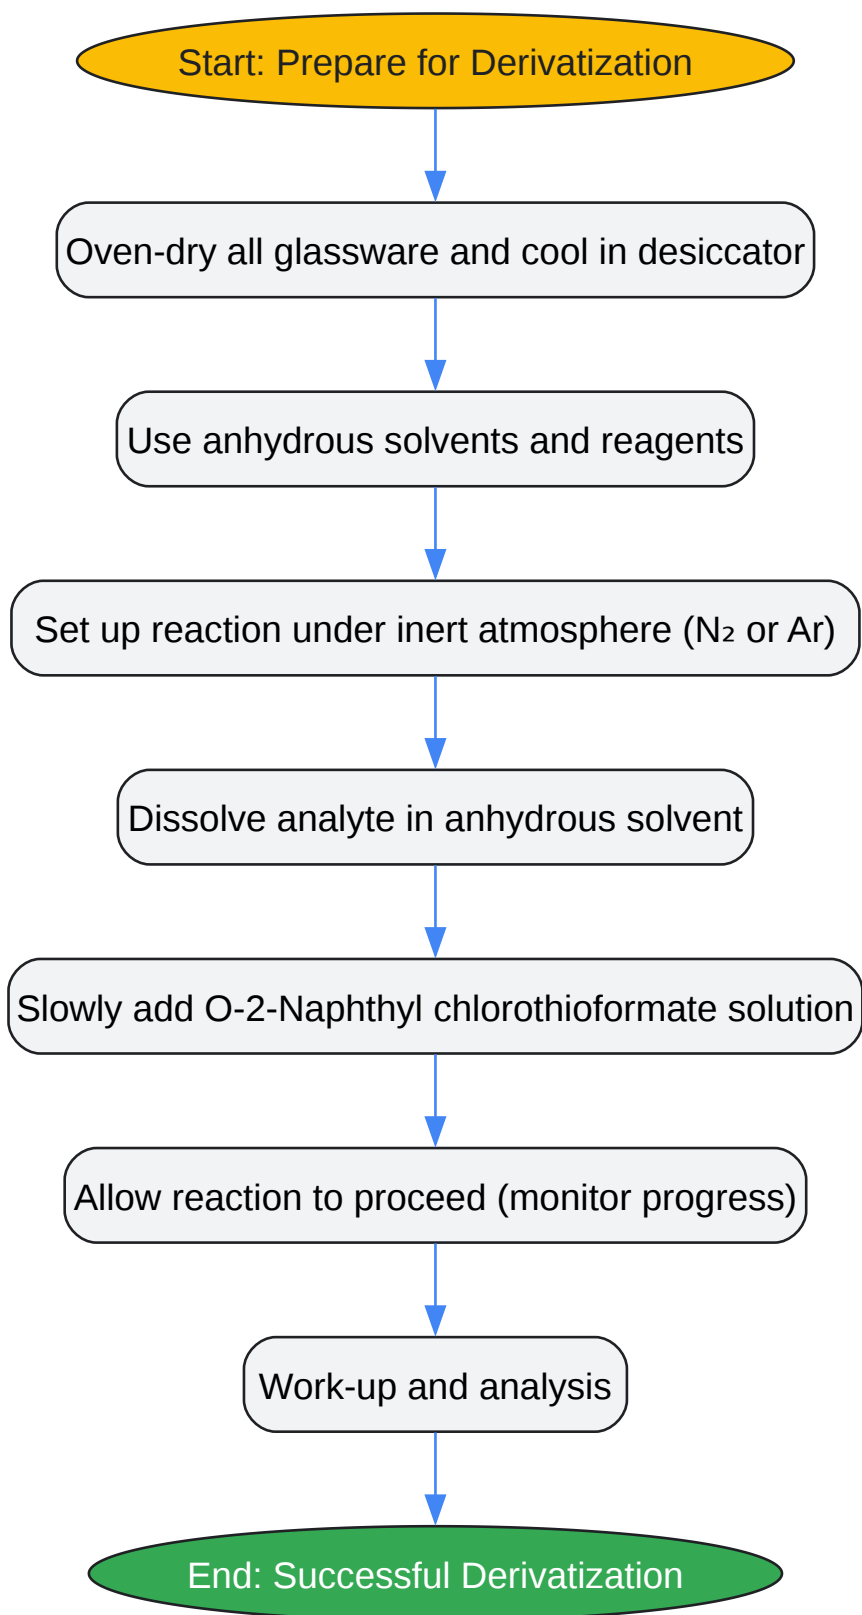 Start: Prepare for Derivatization
Oven-dry all glassware and cool in desiccator
Use anhydrous solvents and reagents
Set up reaction under inert atmosphere (N₂ or Ar)
Dissolve analyte in anhydrous solvent
Slowly add O-2-Naphthyl chlorothioformate solution
Allow reaction to proceed (monitor progress)
Work-up and analysis
End: Successful Derivatization